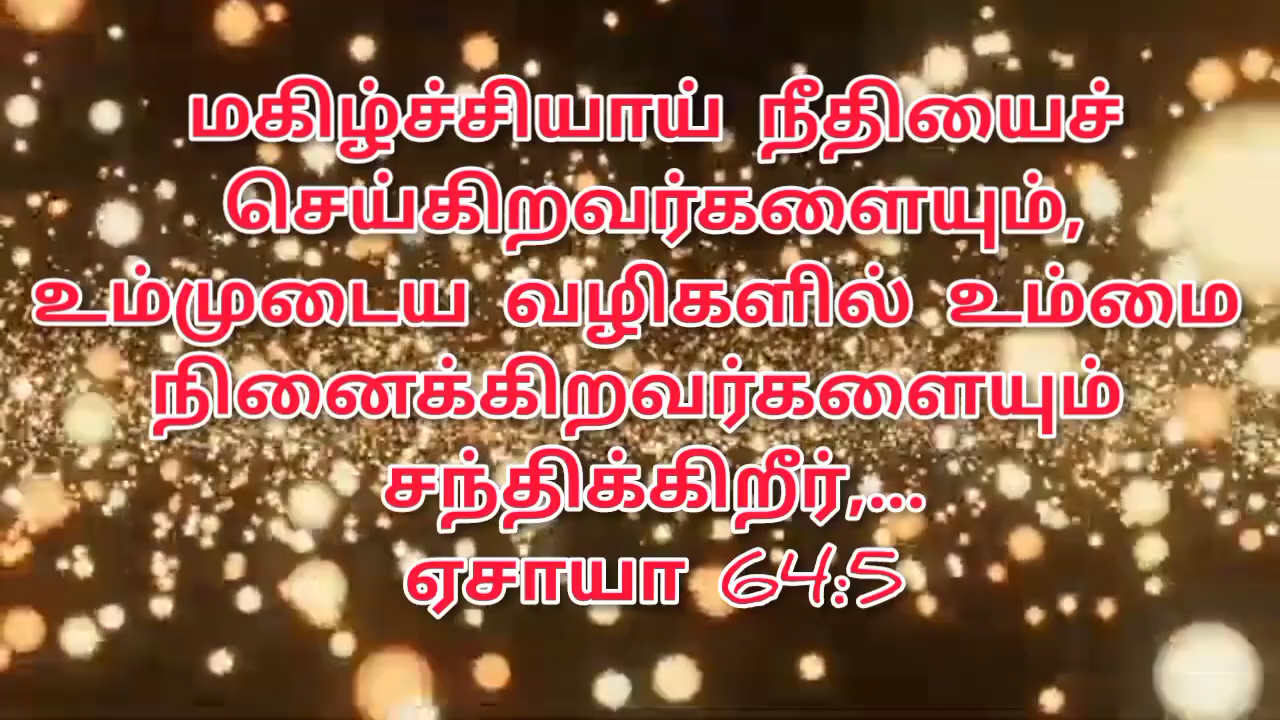 மகிழ்ச்சியாய் நீதியைச்
செய்கிறவர்களையும்,
உம்முடைய வழிகளில் உம்மை
நினைக்கிறவர்களையும்
சந்திக்கிறீர்,...
ஏசாயா 64:5